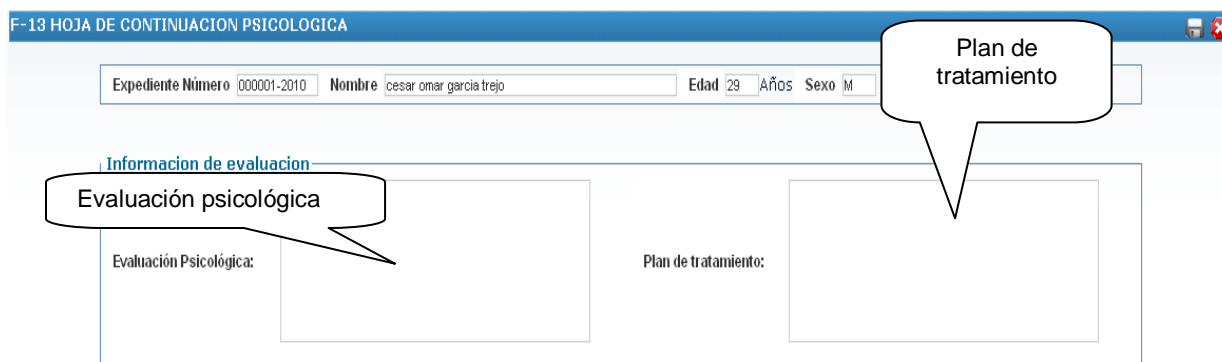 F-13 HOJA DE CONTINUACION PSICOLOGICA
Plan de
tratamiento
Expediente Número 000001-2010 Nombre cesar omar garcia trejo Edad 29 Años Sexo M
Informacion de evaluacion
Evaluación psicológica
Evaluación Psicológica:
Plan de tratamiento: